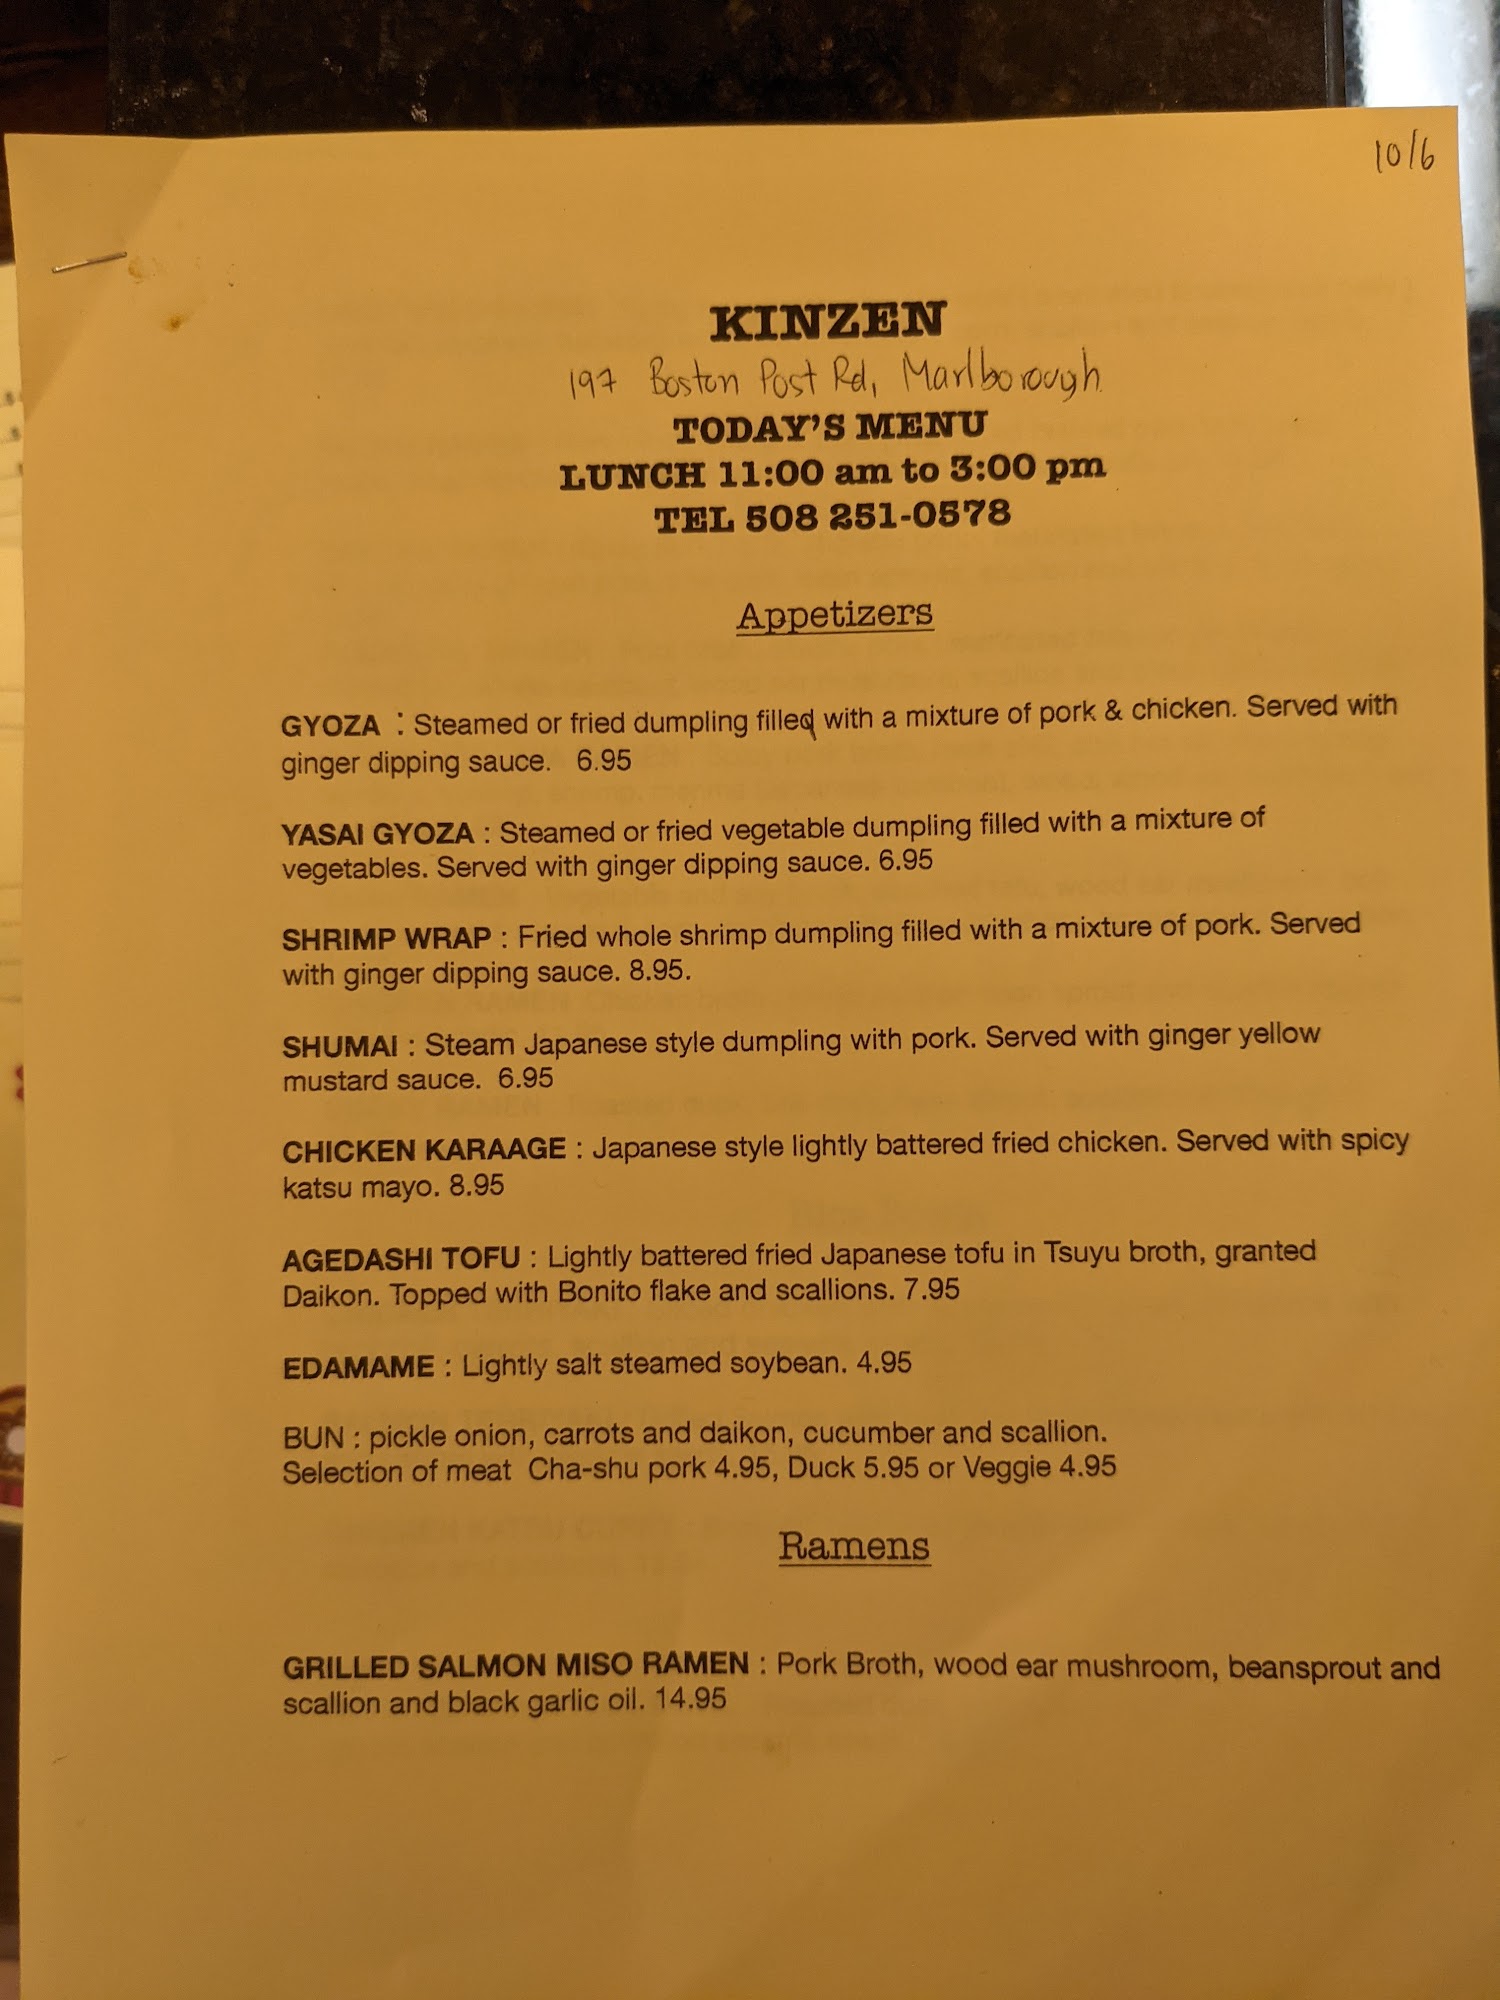 10/6
KINZEN
197 Boston Post Rd, Marlborough
TODAY'S MENU
LUNCH 11:00 am to 3:00 pm
TEL 508 251-0578
Appetizers
GYOZA : Steamed or fried dumpling filled with a mixture of pork & chicken. Served with
ginger dipping sauce. 6.95
YASAI GYOZA : Steamed or fried vegetable dumpling filled with a mixture of
vegetables. Served with ginger dipping sauce. 6.95
SHRIMP WRAP : Fried whole shrimp dumpling filled with a mixture of pork. Served
with ginger dipping sauce. 8.95.
SHUMAI : Steam Japanese style dumpling with pork. Served with ginger yellow
mustard sauce. 6.95
CHICKEN KARAAGE : Japanese style lightly battered fried chicken. Served with spicy
katsu mayo. 8.95
AGEDASHI TOFU : Lightly battered fried Japanese tofu in Tsuyu broth, granted
Daikon. Topped with Bonito flake and scallions. 7.95
EDAMAME : Lightly salt steamed soybean. 4.95
BUN : pickle onion, carrots and daikon, cucumber and scallion.
Selection of meat Cha-shu pork 4.95, Duck 5.95 or Veggie 4.95
Ramens
GRILLED SALMON MISO RAMEN : Pork Broth, wood ear mushroom, beansprout and
scallion and black garlic oil. 14.95